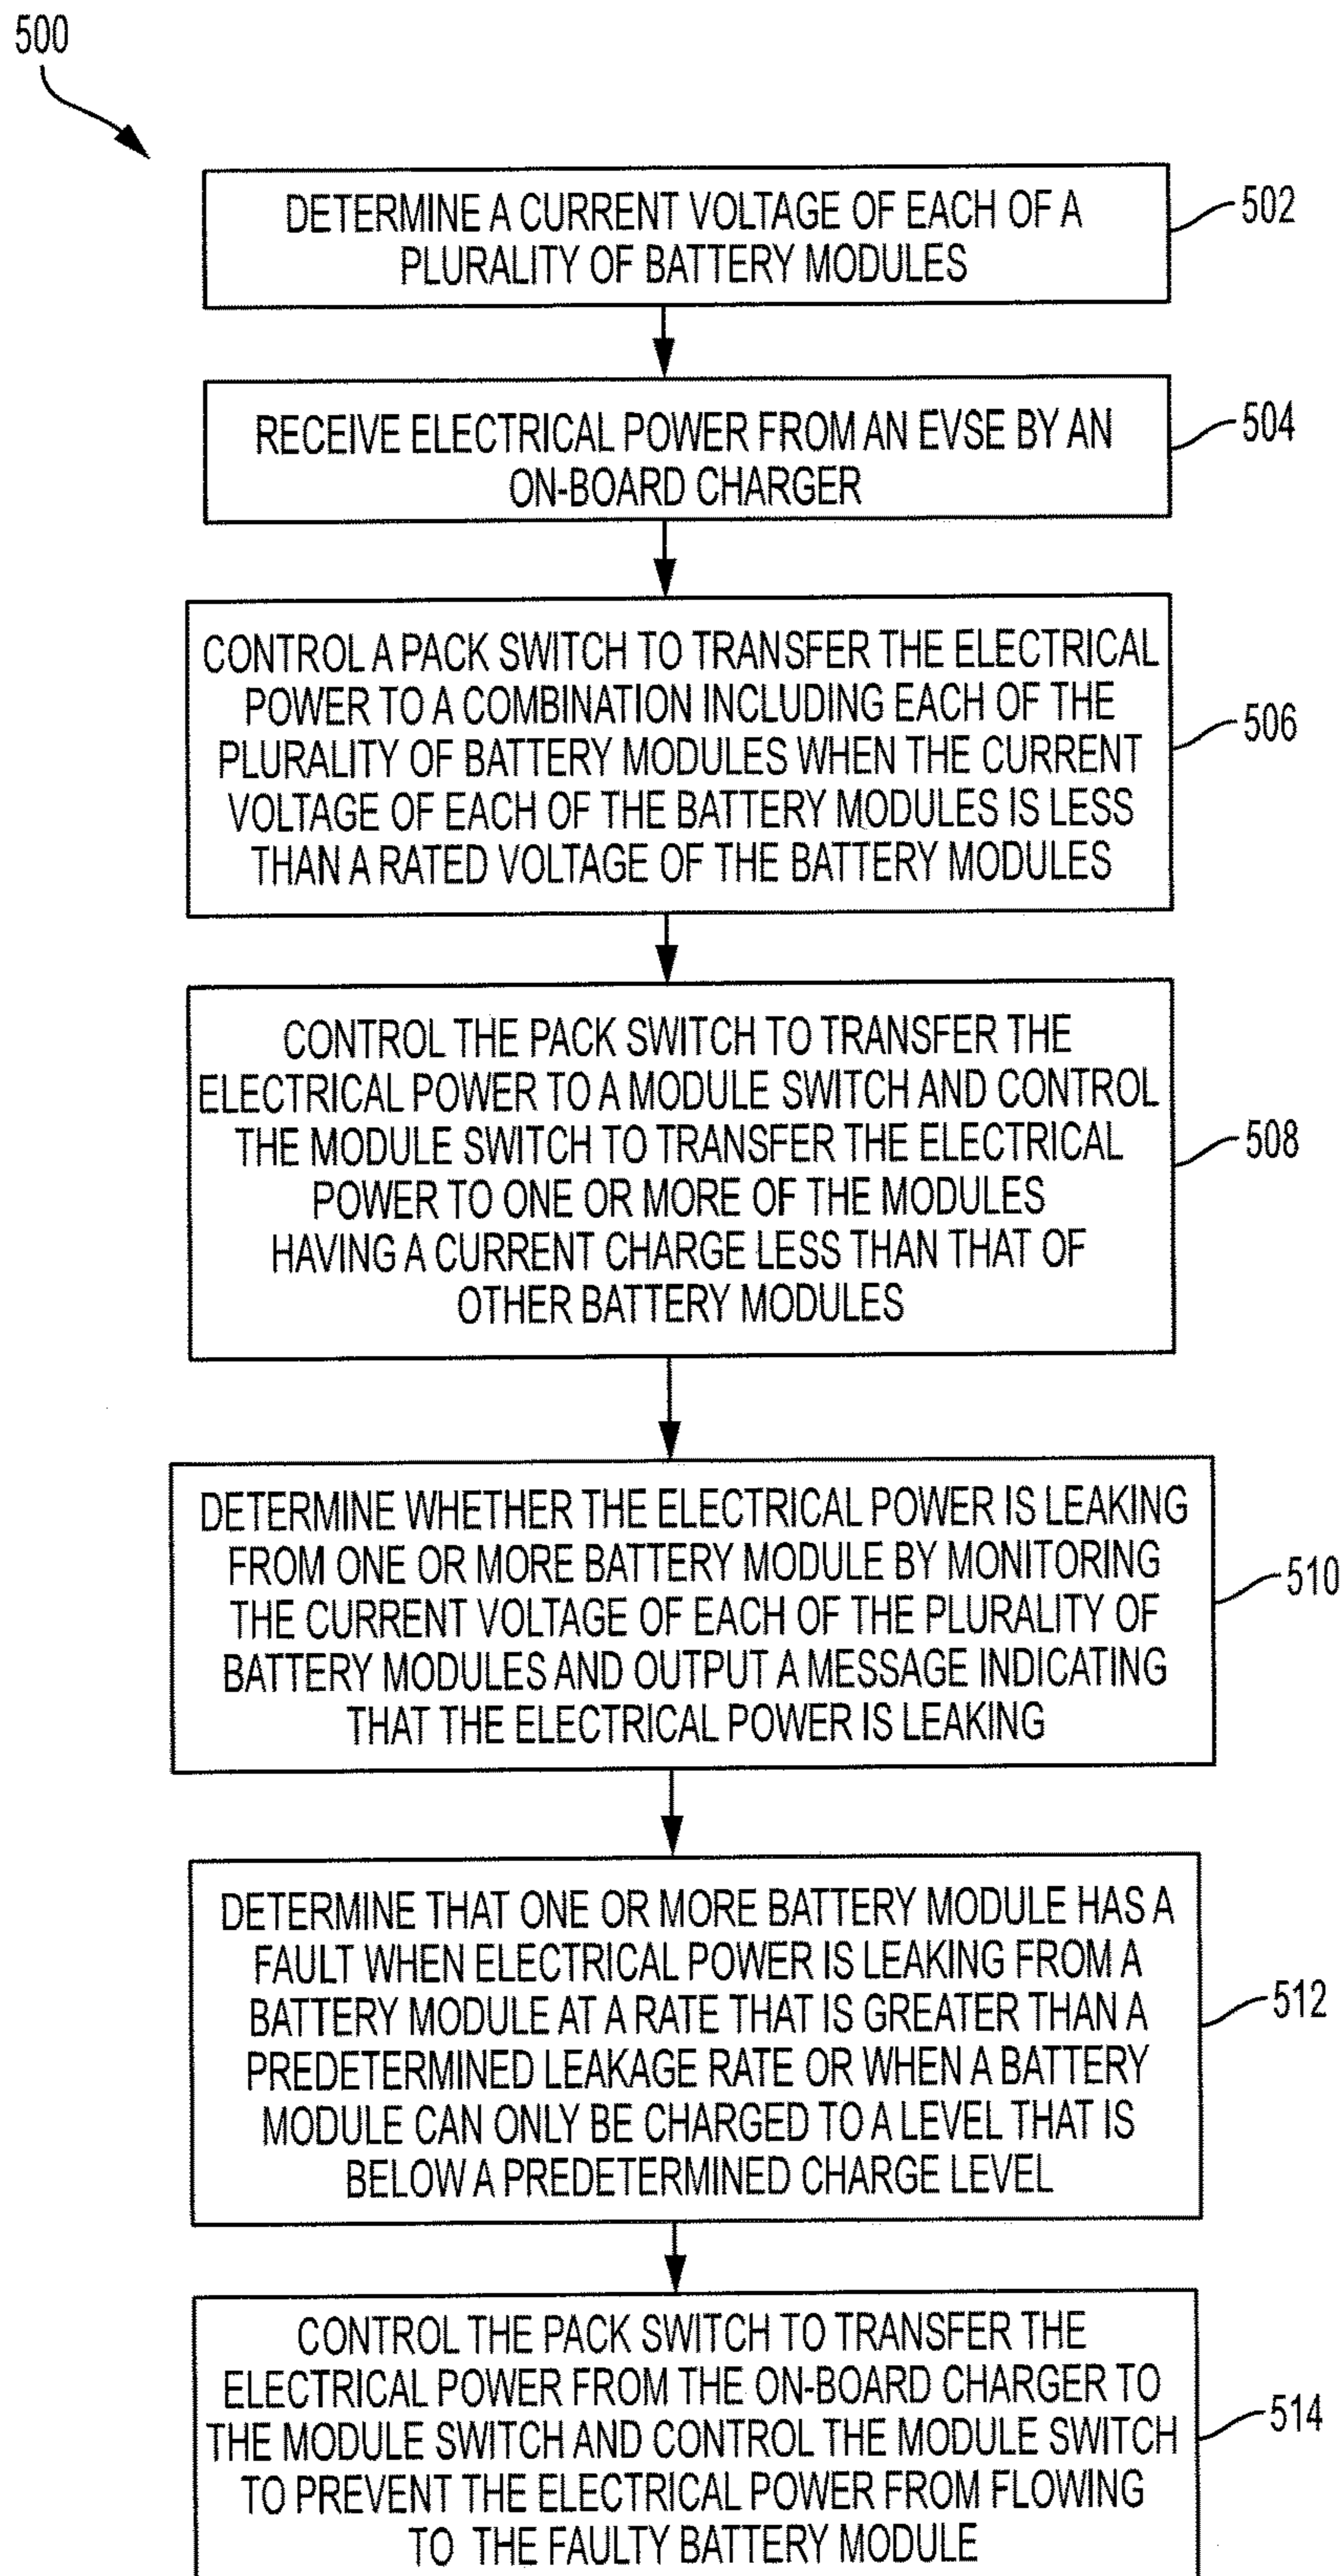 500
DETERMINE A CURRENT VOLTAGE OF EACH OF A
PLURALITY OF BATTERY MODULES
502
RECEIVE ELECTRICAL POWER FROM AN EVSE BY AN
ON-BOARD CHARGER
504
CONTROL A PACK SWITCH TO TRANSFER THE ELECTRICAL
POWER TO A COMBINATION INCLUDING EACH OF THE
PLURALITY OF BATTERY MODULES WHEN THE CURRENT
VOLTAGE OF EACH OF THE BATTERY MODULES IS LESS
THAN A RATED VOLTAGE OF THE BATTERY MODULES
506
CONTROL THE PACK SWITCH TO TRANSFER THE
ELECTRICAL POWER TO A MODULE SWITCH AND CONTROL
THE MODULE SWITCH TO TRANSFER THE ELECTRICAL
POWER TO ONE OR MORE OF THE MODULES
HAVING A CURRENT CHARGE LESS THAN THAT OF
OTHER BATTERY MODULES
508
DETERMINE WHETHER THE ELECTRICAL POWER IS LEAKING
FROM ONE OR MORE BATTERY MODULE BY MONITORING
THE CURRENT VOLTAGE OF EACH OF THE PLURALITY OF
BATTERY MODULES AND OUTPUT A MESSAGE INDICATING
THAT THE ELECTRICAL POWER IS LEAKING
510
DETERMINE THAT ONE OR MORE BATTERY MODULE HAS A
FAULT WHEN ELECTRICAL POWER IS LEAKING FROM A
BATTERY MODULE AT A RATE THAT IS GREATER THAN A
PREDETERMINED LEAKAGE RATE OR WHEN A BATTERY
MODULE CAN ONLY BE CHARGED TO A LEVEL THAT IS
BELOW A PREDETERMINED CHARGE LEVEL
512
CONTROL THE PACK SWITCH TO TRANSFER THE
ELECTRICAL POWER FROM THE ON-BOARD CHARGER TO
THE MODULE SWITCH AND CONTROL THE MODULE SWITCH
TO PREVENT THE ELECTRICAL POWER FROM FLOWING
TO THE FAULTY BATTERY MODULE
514